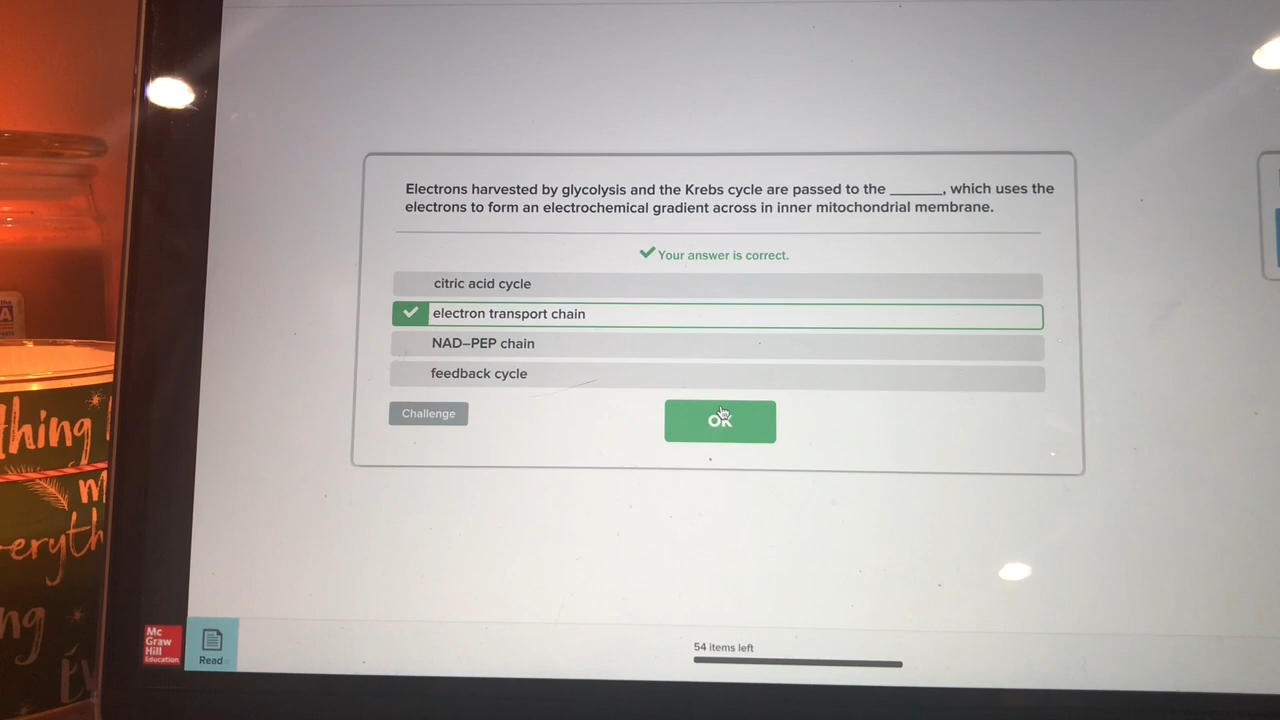 Electrons harvested by glycolysis and the Krebs cycle are passed to the ______, which uses the
electrons to form an electrochemical gradient across in inner mitochondrial membrane.
Your answer is correct.
citric acid cycle
electron transport chain
NAD–PEP chain
feedback cycle
Challenge
OK
54 items left
Mc
Graw
Hill
Education
Read
the
A
thing
m
ng